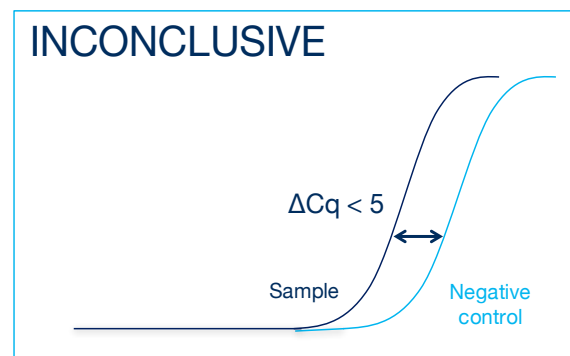 INCONCLUSIVE
ΔCq < 5
Sample
Negative
control